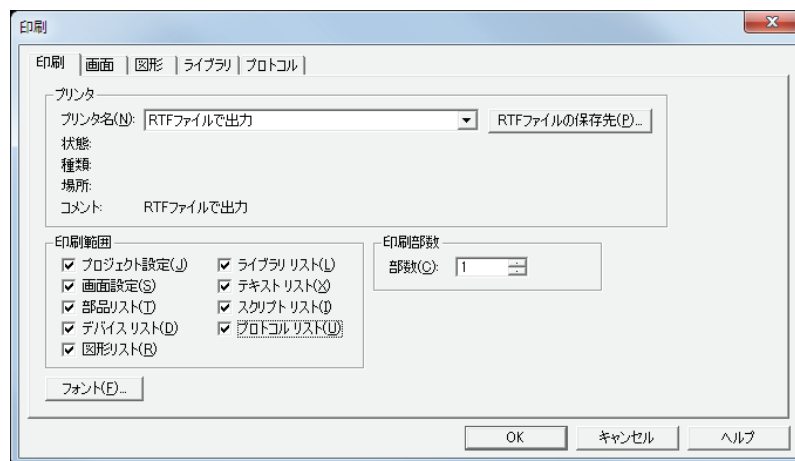 印刷
印刷 画面 図形 ライブラリ プロトコル
プリンタ
プリンタ名(N): RTFファイルで出力 RTFファイルの保存先(P)...
状態:
種類:
場所:
コメント: RTFファイルで出力
印刷範囲 印刷部数
プロジェクト設定(J) ライブラリ リスト(L) 部数(C): 1
画面設定(S) テキスト リスト(X)
部品リスト(T) スクリプト リスト(I)
デバイス リスト(D) プロトコル リスト(U)
図形リスト(R)
フォント(F)...
OK キャンセル ヘルプ